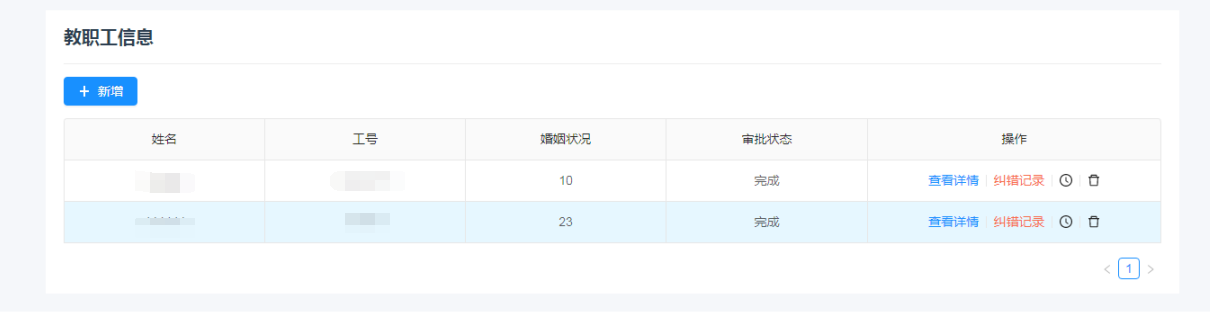 教职工信息
+ 新增
姓名 工号 婚姻状况 审批状态 操作
10 完成 查看详情 纠错记录
23 完成 查看详情 纠错记录
< 1 >